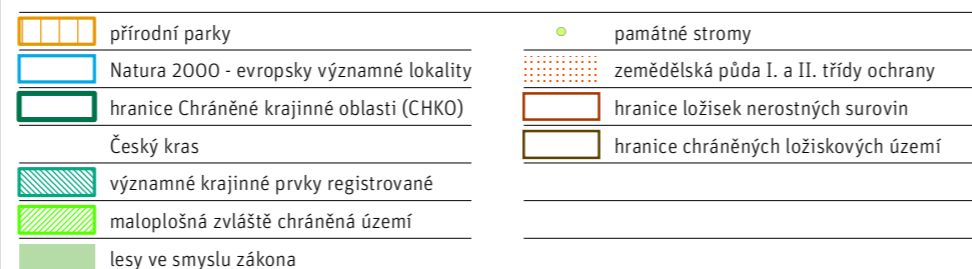 přírodní parky
Natura 2000 - evropsky významné lokality
hranice Chráněné krajinné oblasti (CHKO)
Český kras
významné krajinné prvky registrované
maloplošná zvláště chráněná území
lesy ve smyslu zákona
památné stromy
zemědělská půda I. a II. třídy ochrany
hranice ložisek nerostných surovin
hranice chráněných ložiskových území